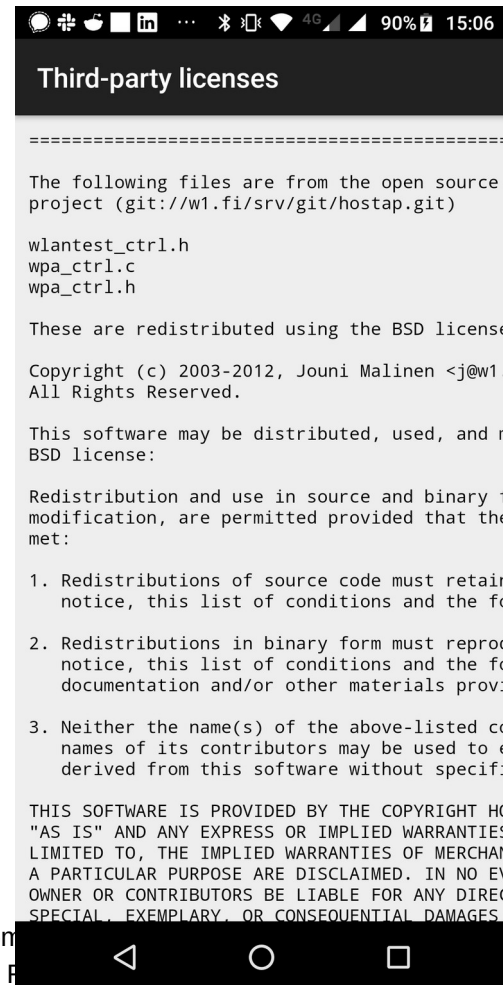 4G 90% 15:06
Third-party licenses
==============================================
The following files are from the open source
project (git://w1.fi/srv/git/hostap.git)
wlantest_ctrl.h
wpa_ctrl.c
wpa_ctrl.h
These are redistributed using the BSD license
Copyright (c) 2003-2012, Jouni Malinen <j@w1.
All Rights Reserved.
This software may be distributed, used, and
BSD license:
Redistribution and use in source and binary
modification, are permitted provided that the
met:
1. Redistributions of source code must retain
notice, this list of conditions and the
2. Redistributions in binary form must
notice, this list of conditions and the
documentation and/or other materials
3. Neither the name(s) of the above-listed
names of its contributors may be used to
derived from this software without
THIS SOFTWARE IS PROVIDED BY THE COPYRIGHT
"AS IS" AND ANY EXPRESS OR IMPLIED WARRANTIES
LIMITED TO, THE IMPLIED WARRANTIES OF
A PARTICULAR PURPOSE ARE DISCLAIMED. IN NO
OWNER OR CONTRIBUTORS BE LIABLE FOR ANY
SPECIAL, EXEMPLARY, OR CONSEQUENTIAL DAMAGES